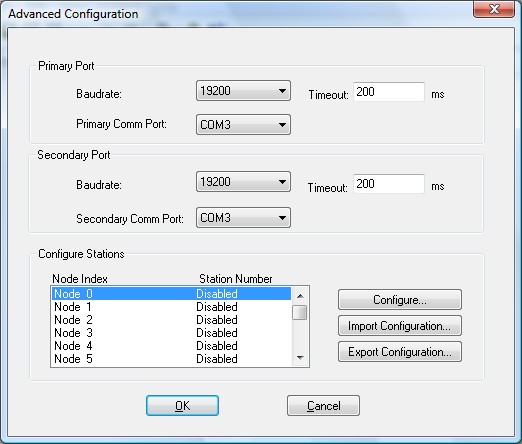 Advanced Configuration
Primary Port
Baudrate: 19200 Timeout: 200 ms
Primary Comm Port: COM3
Secondary Port
Baudrate: 19200 Timeout: 200 ms
Secondary Comm Port: COM3
Configure Stations
Node Index Station Number
Node 0 Disabled
Node 1 Disabled
Node 2 Disabled
Node 3 Disabled
Node 4 Disabled
Node 5 Disabled
Configure...
Import Configuration...
Export Configuration...
OK Cancel